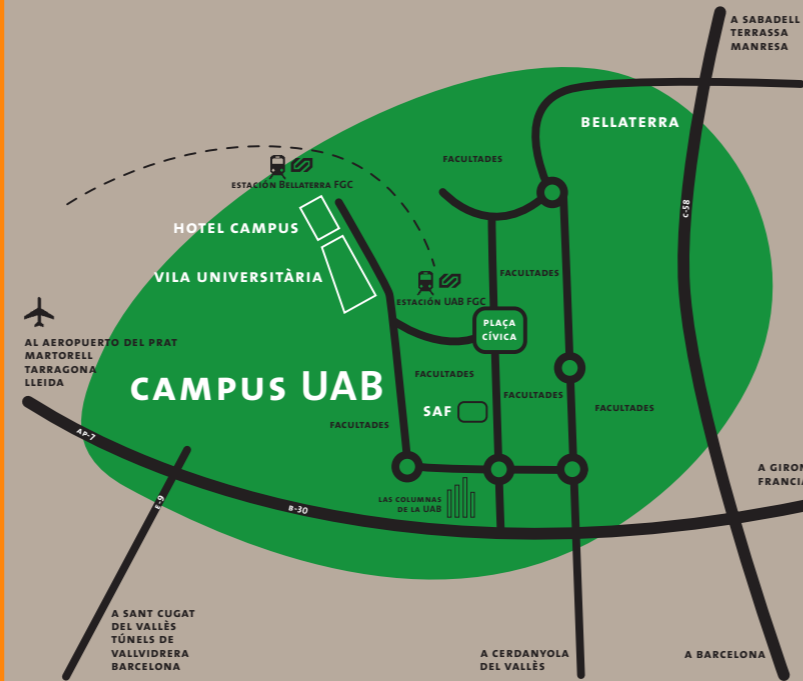 A SABADELL
TERRASSA
MANRESA
BELLATERRA
FACULTADES
ESTACIÓN BELLATERRA FGC
C-58
HOTEL CAMPUS
VILA UNIVERSITÀRIA
FACULTADES
ESTACIÓN UAB FGC
PLAÇA
CÍVICA
AL AEROPUERTO DEL PRAT
MARTORELL
TARRAGONA
LLEIDA
CAMPUS UAB
FACULTADES
FACULTADES
SAF
FACULTADES
FACULTADES
AP-7
A GIRON
FRANCIA
E-9
B-30
LAS COLUMNAS
DE LA UAB
A SANT CUGAT
DEL VALLÈS
TÚNELS DE
VALLVIDRERA
BARCELONA
A CERDANYOLA
DEL VALLÈS
A BARCELONA